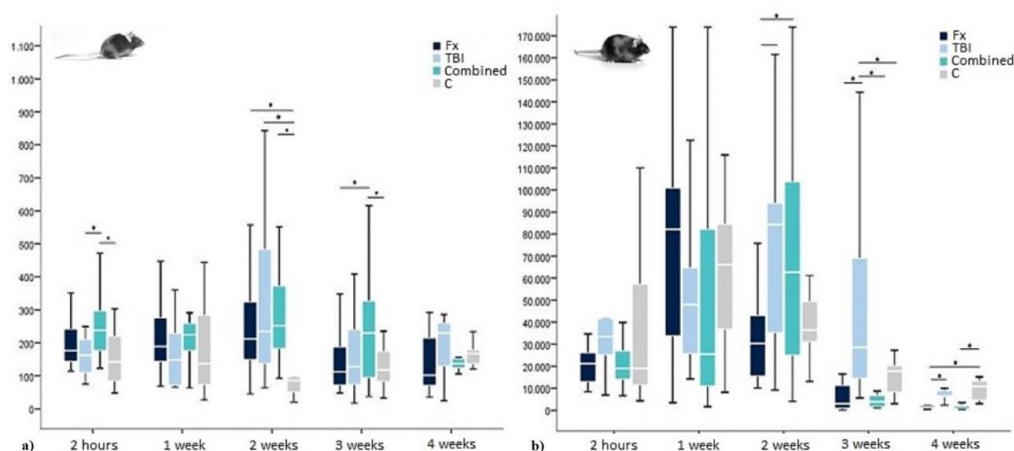 1.100
1.000
900
800
700
600
500
400
300
200
100
0
Fx
TBI
Combined
C
*
*
*
*
*
*
*
2 hours
1 week
2 weeks
3 weeks
4 weeks
a)
170.000
160.000
150.000
140.000
130.000
120.000
110.000
100.000
90.000
80.000
70.000
60.000
50.000
40.000
30.000
20.000
10.000
0
Fx
TBI
Combined
C
*
*
*
*
*
*
*
2 hours
1 week
2 weeks
3 weeks
4 weeks
b)